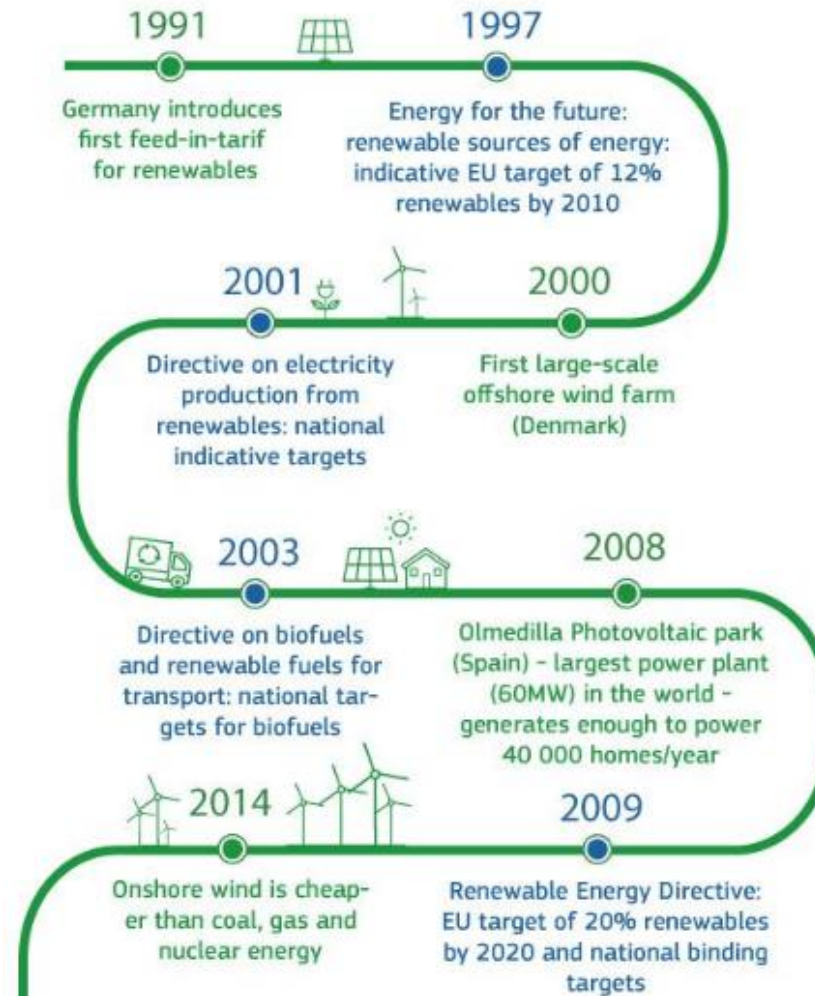 1991
Germany introduces
first feed-in-tarif
for renewables
1997
Energy for the future:
renewable sources of energy:
indicative EU target of 12%
renewables by 2010
2000
First large-scale
offshore wind farm
(Denmark)
2001
Directive on electricity
production from
renewables: national
indicative targets
2003
Directive on biofuels
and renewable fuels for
transport: national tar-
gets for biofuels
2008
Olmedilla Photovoltaic park
(Spain) - largest power plant
(60MW) in the world -
generates enough to power
40 000 homes/year
2009
Renewable Energy Directive:
EU target of 20% renewables
by 2020 and national binding
targets
2014
Onshore wind is cheap-
er than coal, gas and
nuclear energy